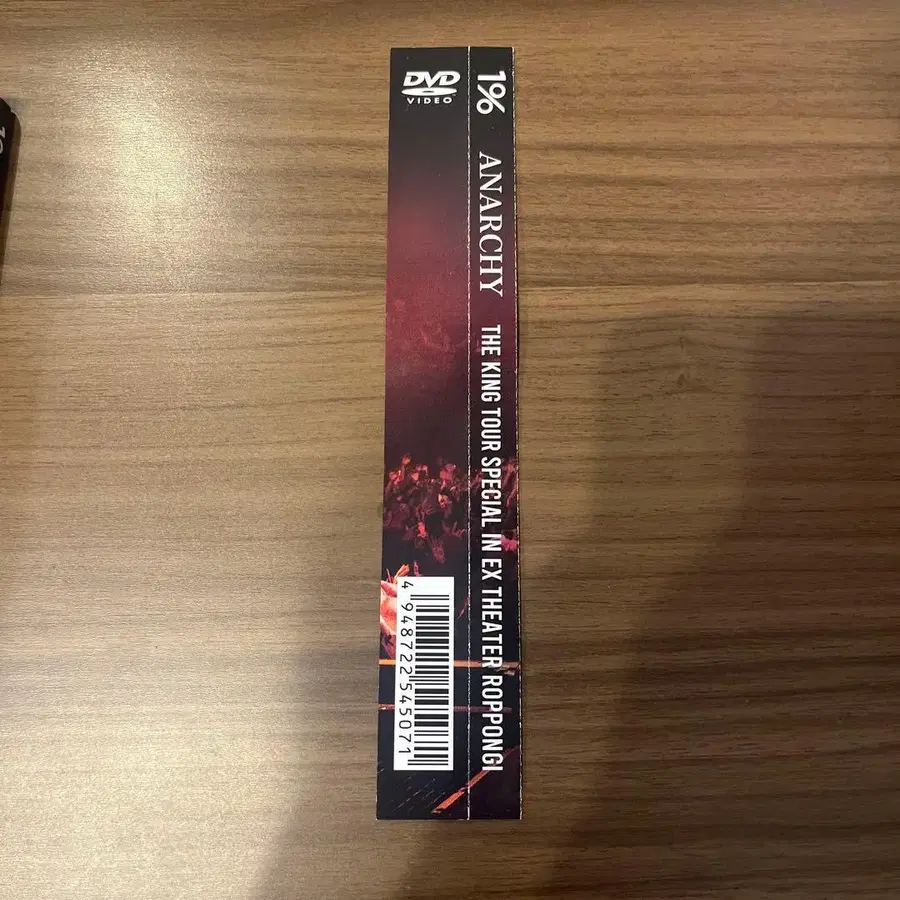 DVD
VIDEO
1%
ANARCHY
THE KING TOUR SPECIAL IN EX THEATER ROPPONGI
4 948722 545071